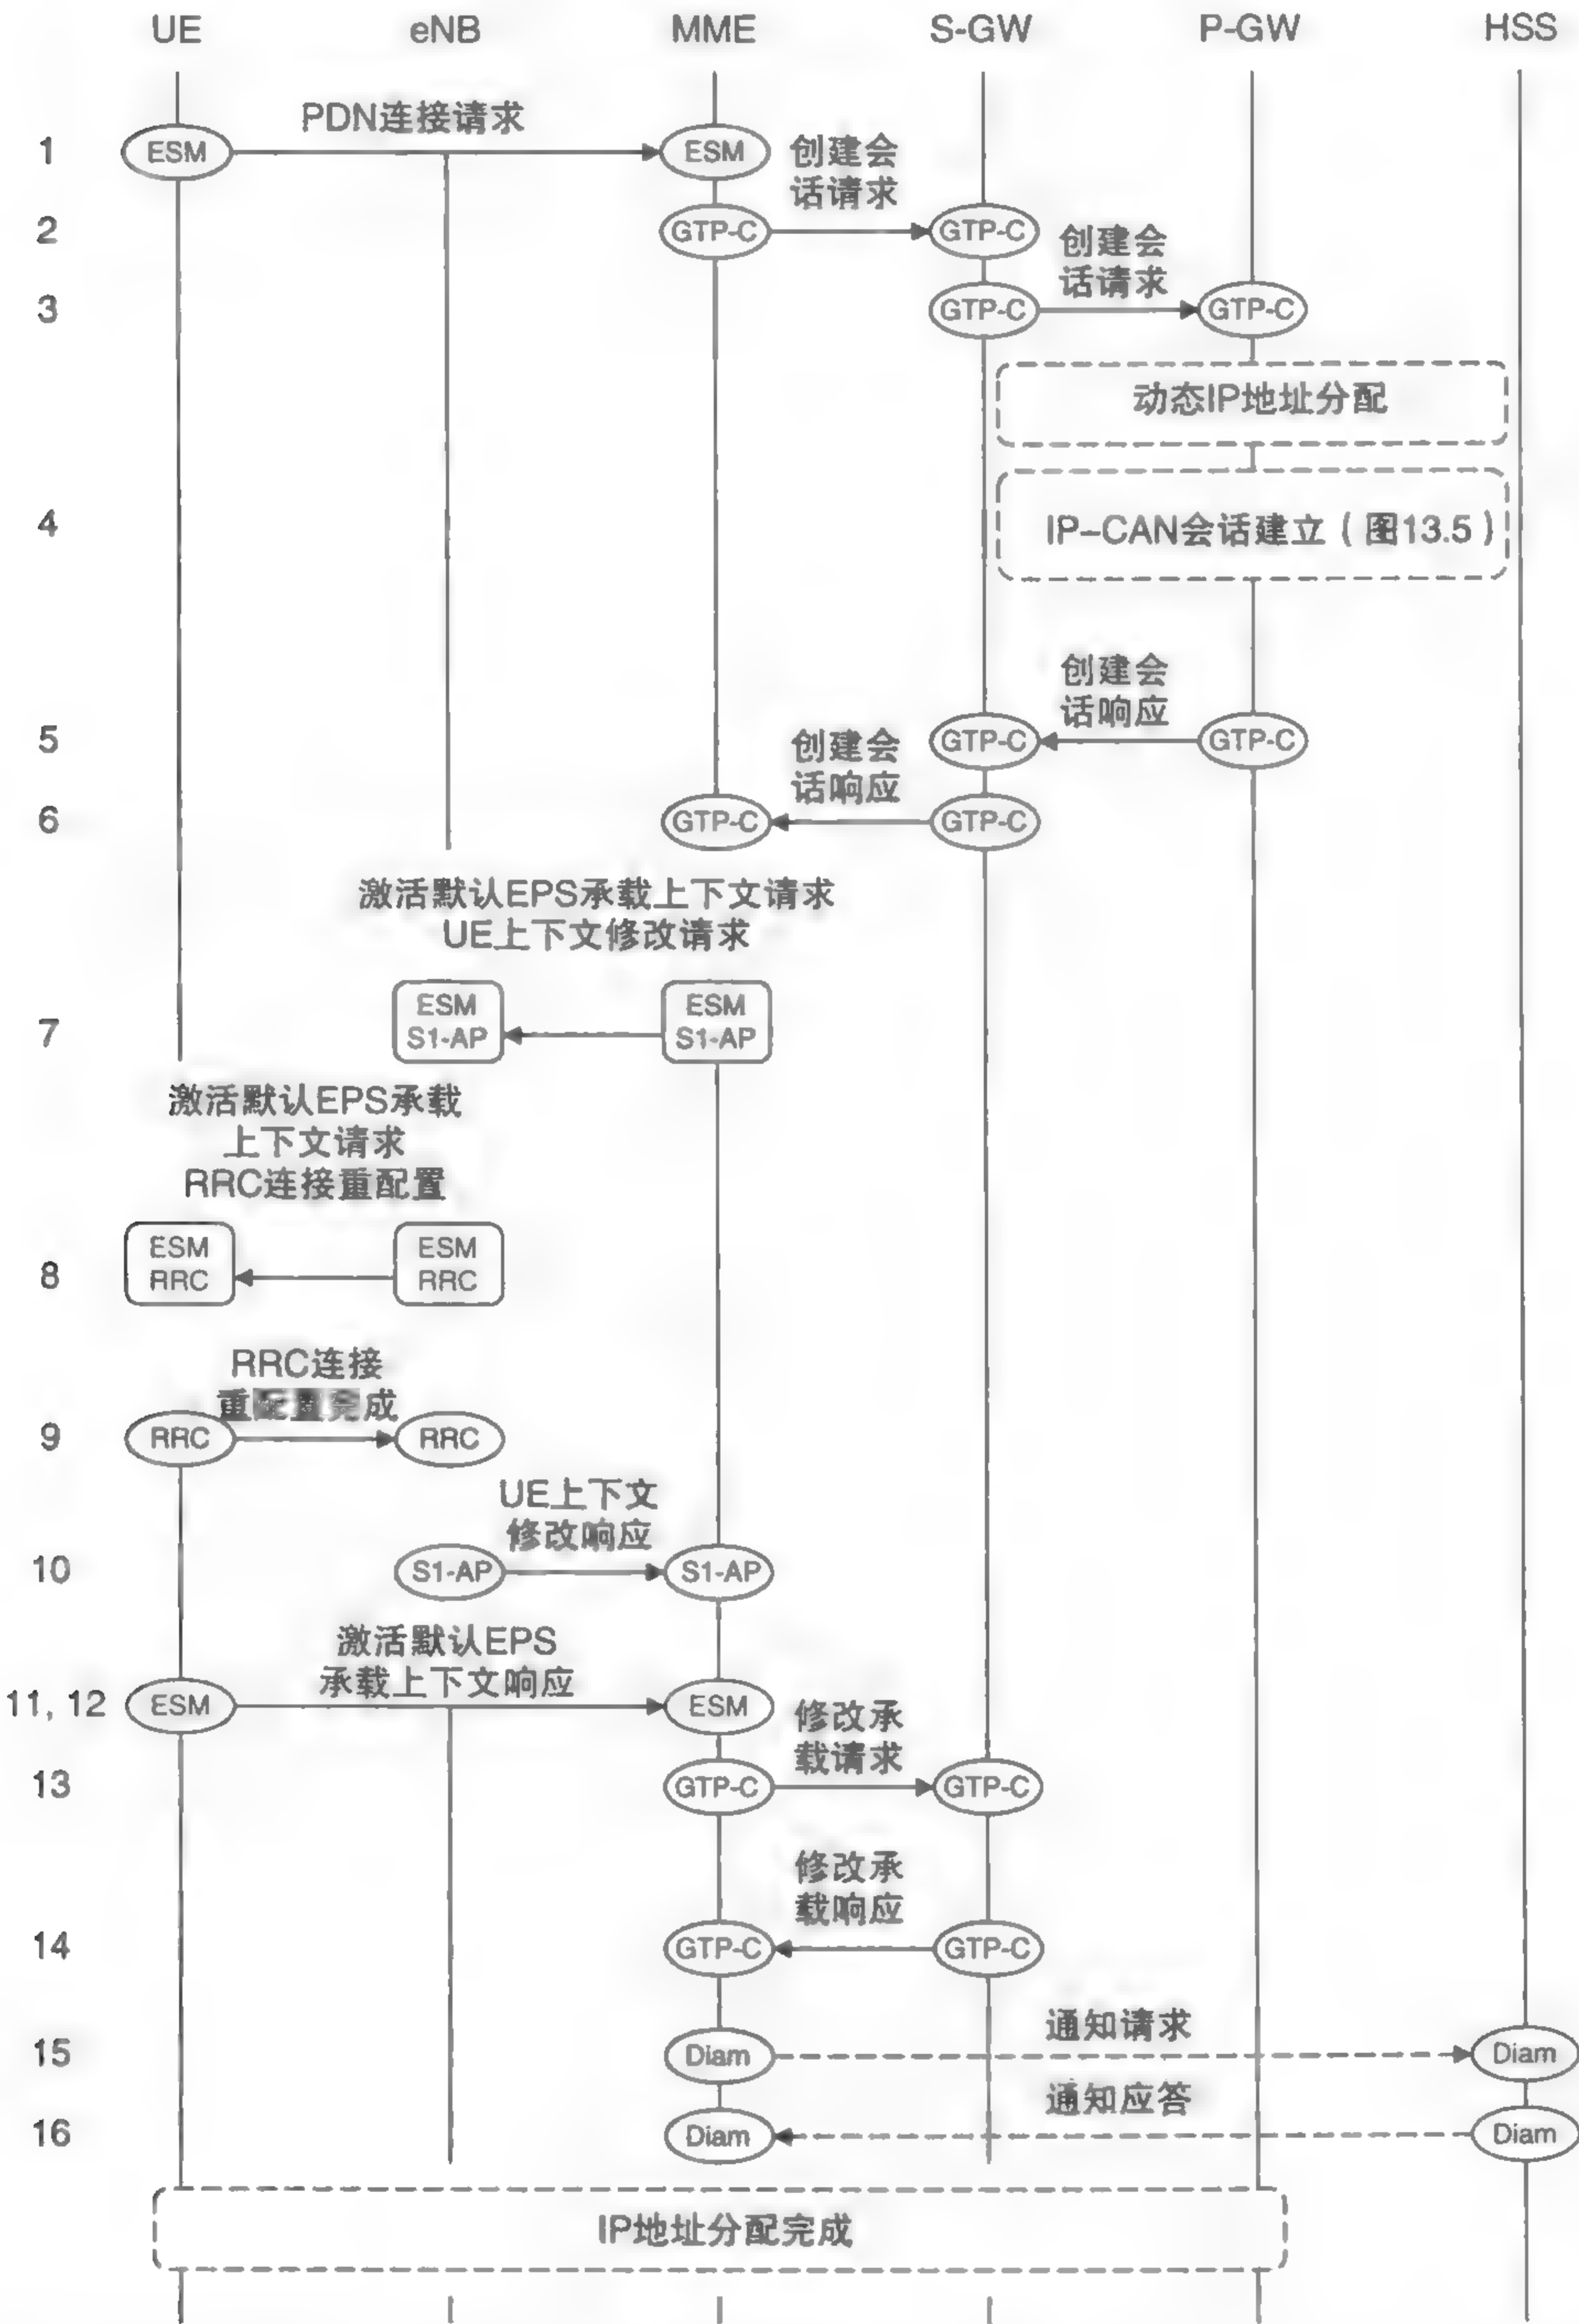 UE eNB MME S-GW P-GW HSS
PDN连接请求
1 ESM ESM 创建会
话请求
2 GTP-C GTP-C 创建会
话请求
3 GTP-C GTP-C
动态IP地址分配
4 IP-CAN会话建立（图13.5）
创建会
话响应
5 GTP-C GTP-C
创建会
话响应
6 GTP-C GTP-C
激活默认EPS承载上下文请求
UE上下文修改请求
ESM ESM
7 S1-AP S1-AP
激活默认EPS承载
上下文请求
RRC连接重配置
ESM ESM
8 RRC RRC
RRC连接
重配置完成
9 RRC RRC
UE上下文
修改响应
10 S1-AP S1-AP
激活默认EPS
承载上下文响应
11, 12 ESM ESM
修改承
载请求
13 GTP-C GTP-C
修改承
载响应
14 GTP-C GTP-C
通知请求
15 Diam Diam
通知应答
16 Diam Diam
IP地址分配完成